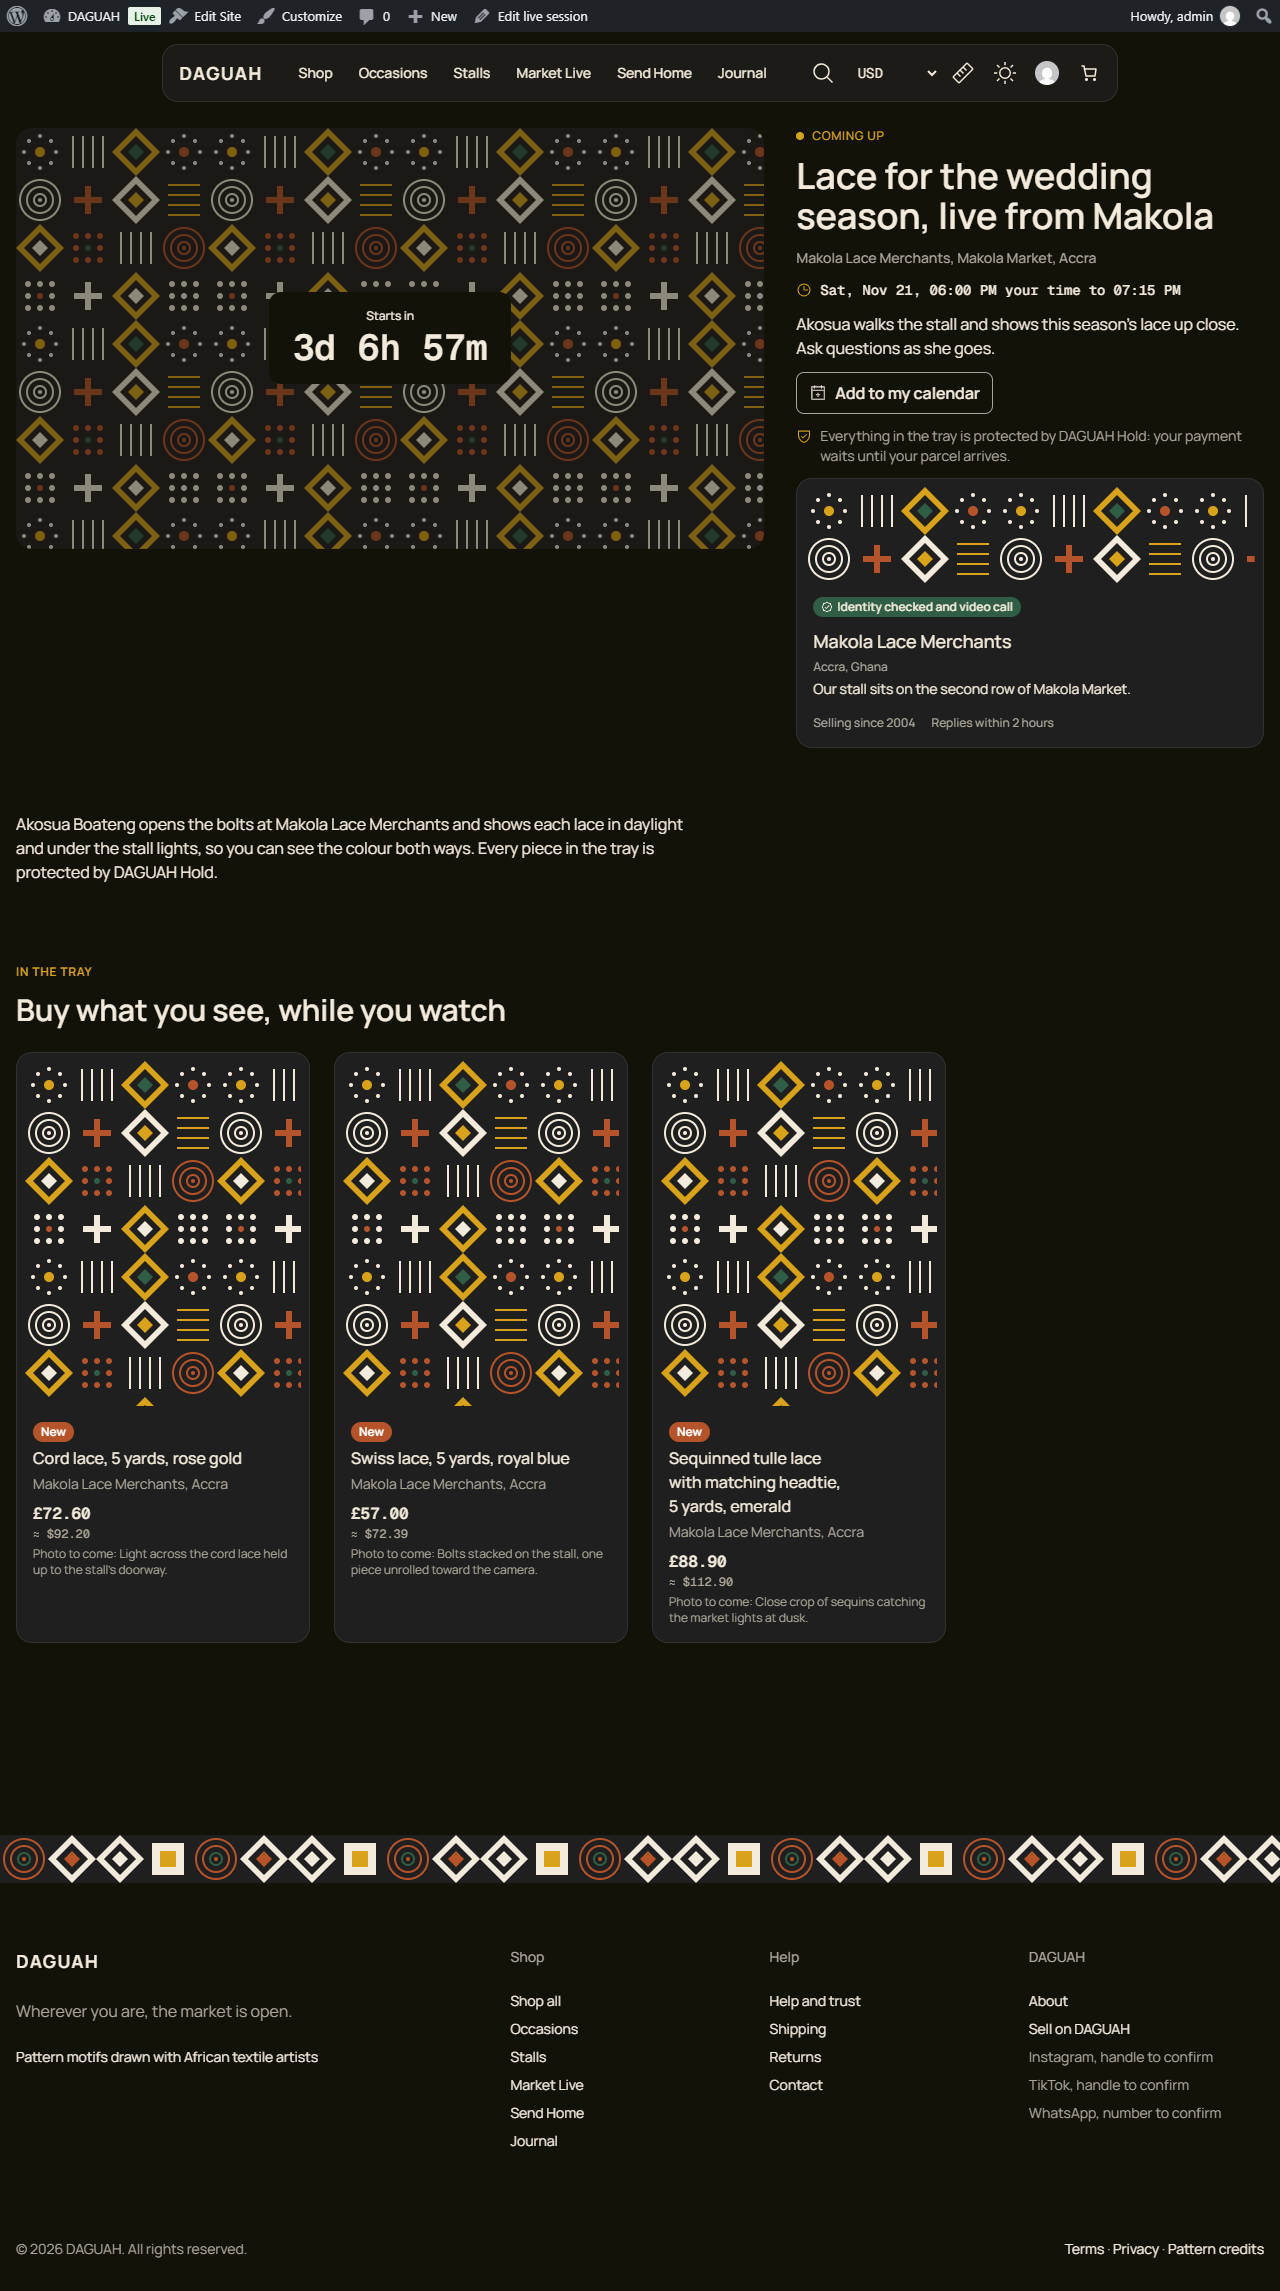 DAGUAH Live Edit Site Customize 0 New Edit live session Howdy, admin
DAGUAH Shop Occasions Stalls Market Live Send Home Journal USD
COMING UP
Lace for the wedding
season, live from Makola
Makola Lace Merchants, Makola Market, Accra
Sat, Nov 21, 06:00 PM your time to 07:15 PM
Akosua walks the stall and shows this season's lace up close.
Ask questions as she goes.
Add to my calendar
Everything in the tray is protected by DAGUAH Hold: your payment
waits until your parcel arrives.
Starts in
3d 6h 57m
Identity checked and video call
Makola Lace Merchants
Accra, Ghana
Our stall sits on the second row of Makola Market.
Selling since 2004 Replies within 2 hours
Akosua Boateng opens the bolts at Makola Lace Merchants and shows each lace in daylight
and under the stall lights, so you can see the colour both ways. Every piece in the tray is
protected by DAGUAH Hold.
IN THE TRAY
Buy what you see, while you watch
New
Cord lace, 5 yards, rose gold
Makola Lace Merchants, Accra
£72.60
≈ $92.20
Photo to come: Light across the cord lace held
up to the stall's doorway.
New
Swiss lace, 5 yards, royal blue
Makola Lace Merchants, Accra
£57.00
≈ $72.39
Photo to come: Bolts stacked on the stall, one
piece unrolled toward the camera.
New
Sequinned tulle lace
with matching headtie,
5 yards, emerald
Makola Lace Merchants, Accra
£88.90
≈ $112.90
Photo to come: Close crop of sequins catching
the market lights at dusk.
DAGUAH
Wherever you are, the market is open.
Pattern motifs drawn with African textile artists
Shop
Shop all
Occasions
Stalls
Market Live
Send Home
Journal
Help
Help and trust
Shipping
Returns
Contact
DAGUAH
About
Sell on DAGUAH
Instagram, handle to confirm
TikTok, handle to confirm
WhatsApp, number to confirm
© 2026 DAGUAH. All rights reserved.
Terms · Privacy · Pattern credits